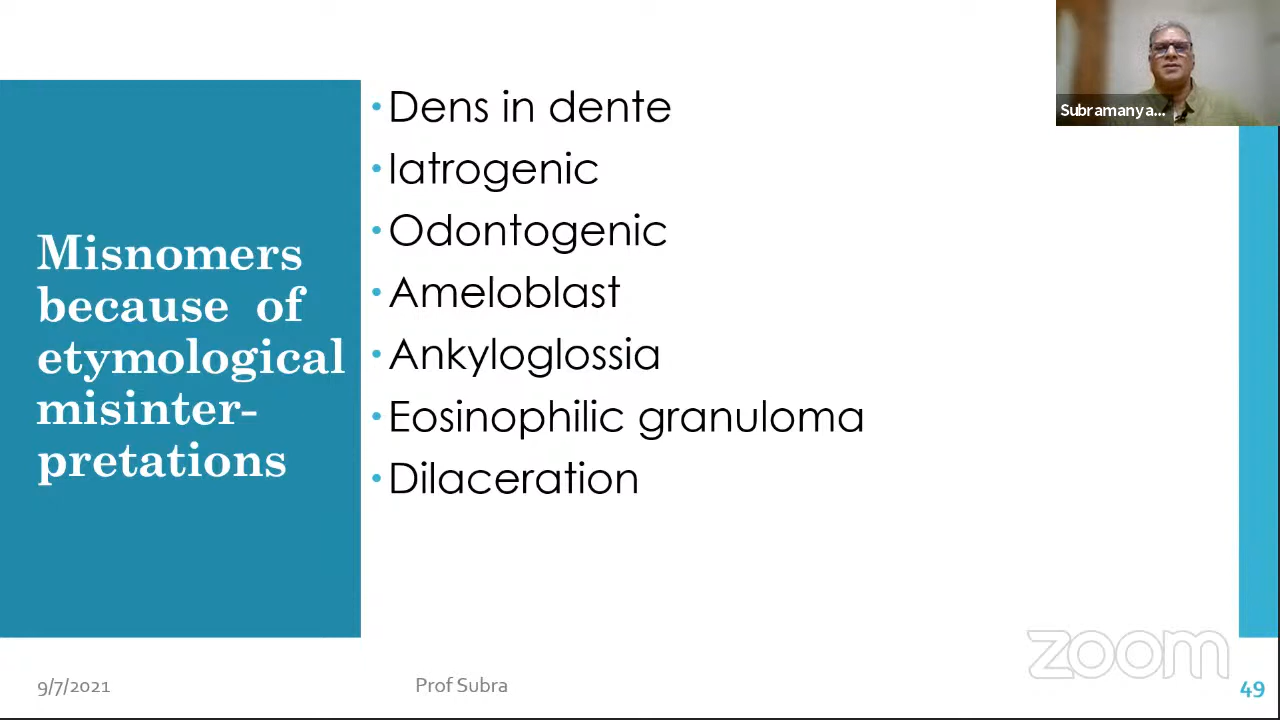 Subramanya...
Misnomers
because of
etymological
misinter-
pretations
• Dens in dente
• Iatrogenic
• Odontogenic
• Ameloblast
• Ankyloglossia
• Eosinophilic granuloma
• Dilaceration
zoom
9/7/2021
Prof Subra
49